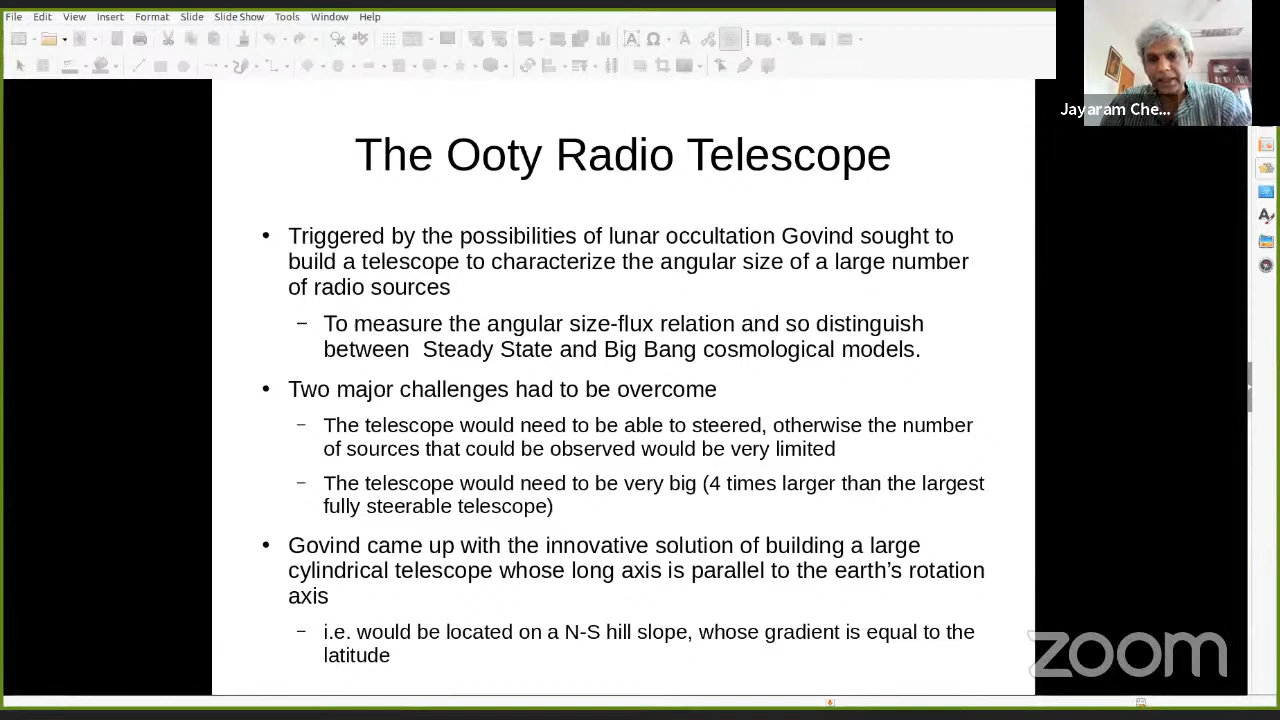 File Edit View Insert Format Slide Slide Show Tools Window Help
Jayaram Che...
The Ooty Radio Telescope
• Triggered by the possibilities of lunar occultation Govind sought to
build a telescope to characterize the angular size of a large number
of radio sources
– To measure the angular size-flux relation and so distinguish
between Steady State and Big Bang cosmological models.
• Two major challenges had to be overcome
– The telescope would need to be able to steered, otherwise the number
of sources that could be observed would be very limited
– The telescope would need to be very big (4 times larger than the largest
fully steerable telescope)
• Govind came up with the innovative solution of building a large
cylindrical telescope whose long axis is parallel to the earth's rotation
axis
– i.e. would be located on a N-S hill slope, whose gradient is equal to the
latitude
zoom